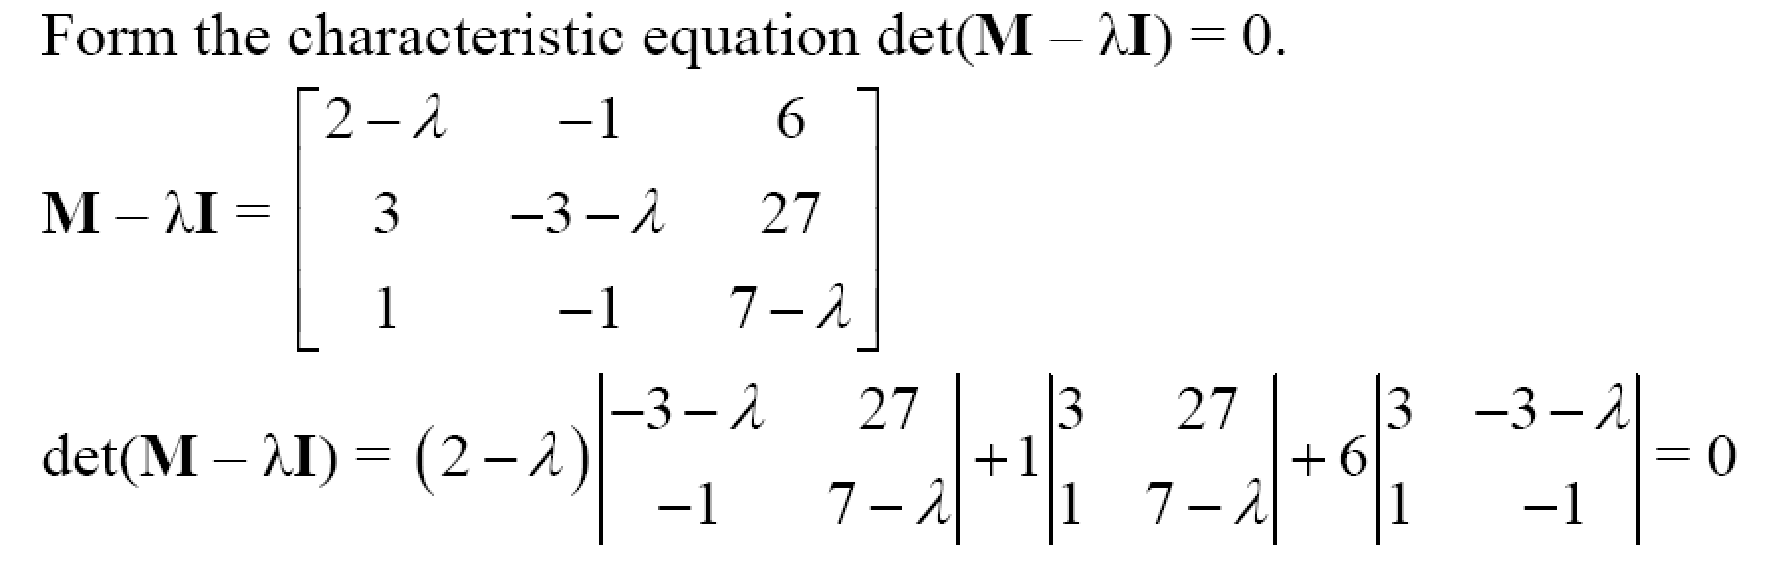 Form the characteristic equation det(M – λI) = 0.
M – λI = [2 − λ −1 6
3 −3 − λ 27
1 −1 7 − λ]
det(M – λI) = (2 − λ)|−3 − λ 27; −1 7 − λ| + 1|3 27; 1 7 − λ| + 6|3 −3 − λ; 1 −1| = 0